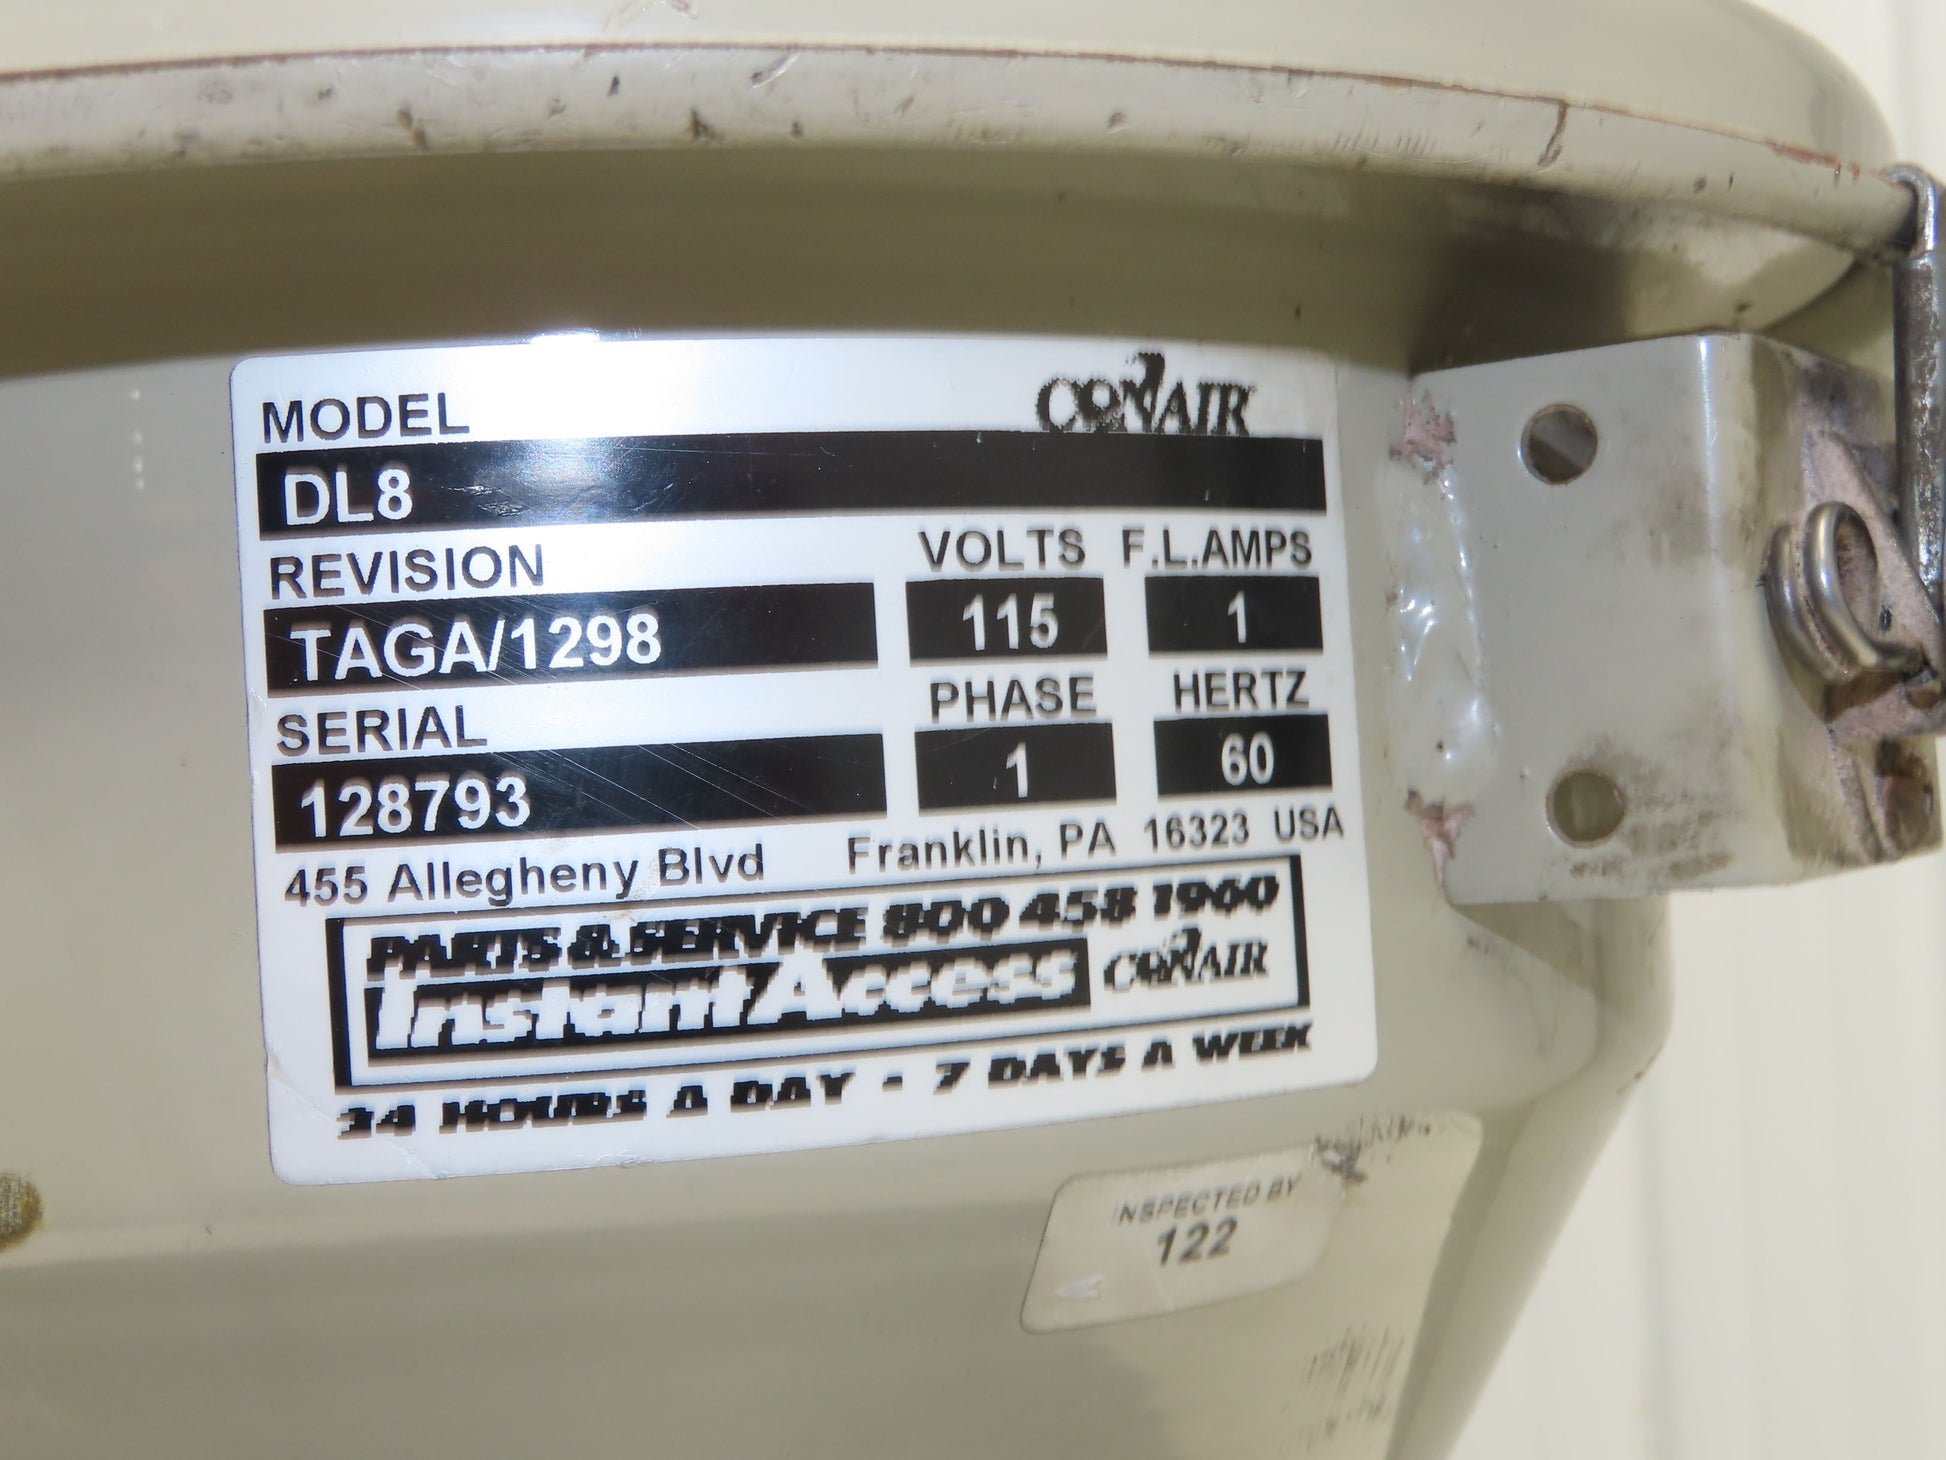 MODEL CONAIR
DL8
REVISION VOLTS F.L.AMPS
TAGA/1298 115 1
SERIAL PHASE HERTZ
128793 1 60
455 Allegheny Blvd Franklin, PA 16323 USA
PARTS & SERVICE 800 458 1960
InstantAccess CONAIR
24 HOURS A DAY - 7 DAYS A WEEK
INSPECTED BY
122